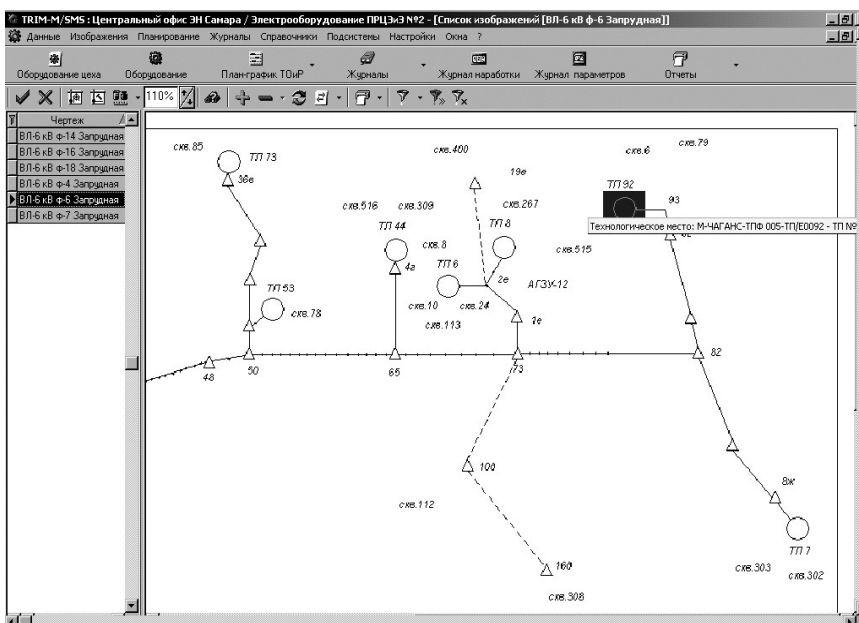 TRIM-M/SMS : Центральный офис ЭН Самара / Электрооборудование ПРЦЭиЭ №2 - [Список изображений [ВЛ-6 кВ ф-6 Запрудная]]
Данные Изображения Планирование Журналы Справочники Подсистемы Настройки Окна ?
Оборудование цеха Оборудование План-график ТОиР Журналы Журнал наработки Журнал параметров Отчеты
110%
Чертеж
ВЛ-6 кВ ф-14 Запрудная
ВЛ-6 кВ ф-16 Запрудная
ВЛ-6 кВ ф-18 Запрудная
ВЛ-6 кВ ф-4 Запрудная
ВЛ-6 кВ ф-6 Запрудная
ВЛ-6 кВ ф-7 Запрудная
скв.85
ТП 73
36в
скв.400
19е
скв.6
скв.79
ТП 92
93
скв.516
скв.309
скв.267
ТП 44
ТП 8
Технологическое место: М-ЧАГАНС-ТПФ 005-ТП/Е0092 - ТП №
скв.8
скв.515
4г
ТП 6
2е
АГЗУ-12
ТП 53
скв.78
скв.10
скв.24
скв.113
1е
48
50
65
73
82
100
8ж
скв.112
ТП 7
160
скв.303
скв.302
скв.308